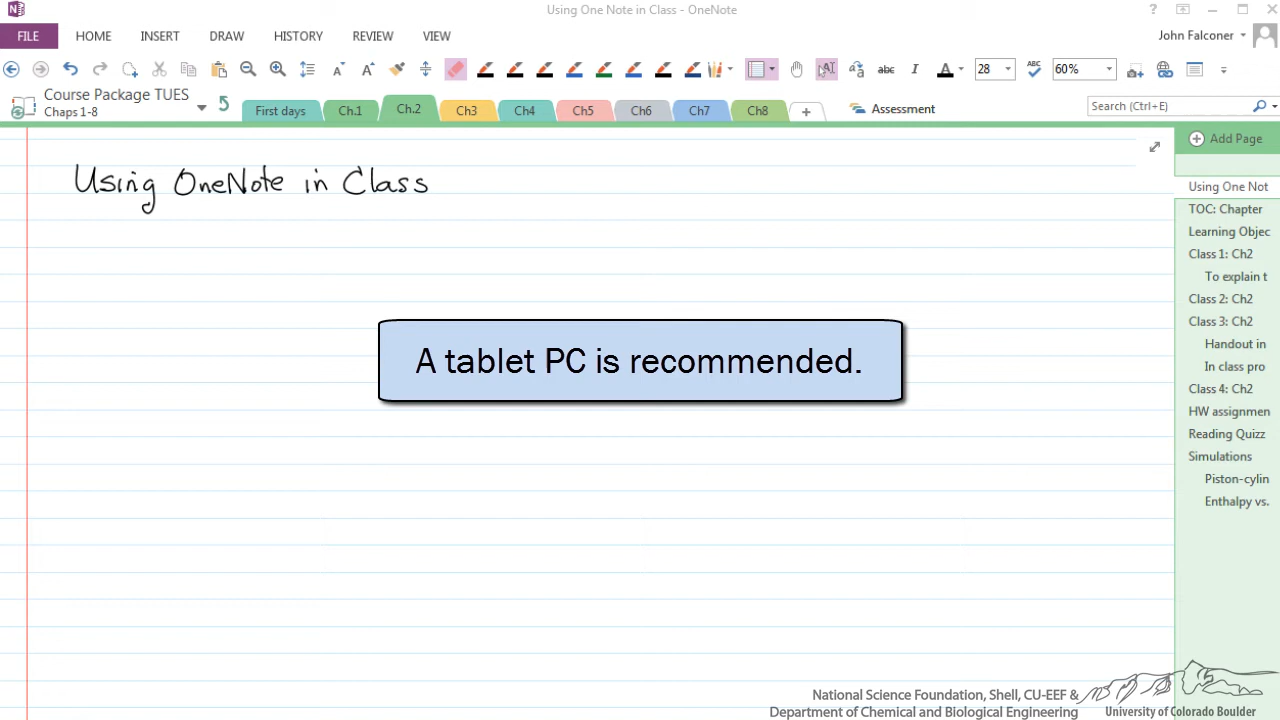 Using One Note in Class - OneNote
?
FILE HOME INSERT DRAW HISTORY REVIEW VIEW
John Falconer
A A abc I A 28 ABC 60%
Course Package TUES
Chaps 1-8
First days Ch.1 Ch.2 Ch3 Ch4 Ch5 Ch6 Ch7 Ch8 + Assessment
Search (Ctrl+E)
Add Page
Using OneNote in Class
Using One Not
TOC: Chapter
Learning Objec
Class 1: Ch2
To explain t
Class 2: Ch2
Class 3: Ch2
Handout in
In class pro
Class 4: Ch2
HW assignmen
Reading Quizz
Simulations
Piston-cylin
Enthalpy vs.
A tablet PC is recommended.
National Science Foundation, Shell, CU-EEF &
Department of Chemical and Biological Engineering
University of Colorado Boulder